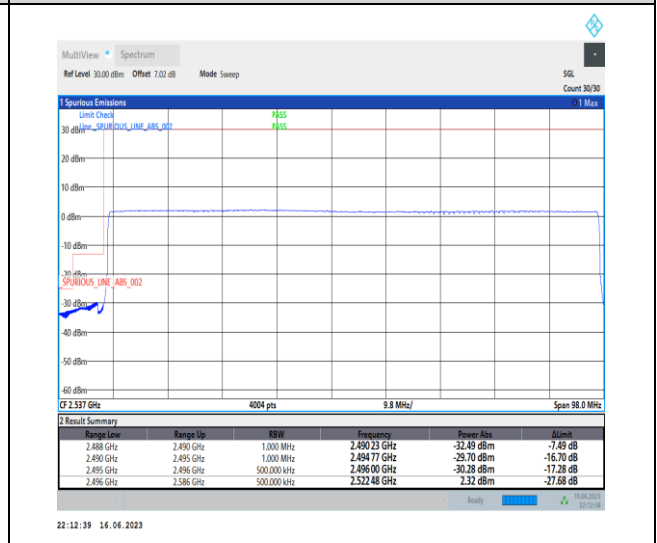 MultiView Spectrum
Ref Level 30.00 dBm Offset 7.02 dB Mode Sweep SGL
Count 30/30
1 Spurious Emissions 1 Max
Limit Check PASS
Line _SPURIOUS_LINE_ABS_002 PASS
30 dBm
20 dBm
10 dBm
0 dBm
-10 dBm
-20 dBm
_SPURIOUS_LINE_ABS_002
-30 dBm
-40 dBm
-50 dBm
-60 dBm
CF 2.537 GHz 4004 pts 9.8 MHz/ Span 98.0 MHz
2 Result Summary
Range Low Range Up RBW Frequency Power Abs ΔLimit
2.488 GHz 2.490 GHz 1.000 MHz 2.490 23 GHz -32.49 dBm -7.49 dB
2.490 GHz 2.495 GHz 1.000 MHz 2.494 77 GHz -29.70 dBm -16.70 dB
2.495 GHz 2.496 GHz 500.000 kHz 2.496 00 GHz -30.28 dBm -17.28 dB
2.496 GHz 2.586 GHz 500.000 kHz 2.522 48 GHz 2.32 dBm -27.68 dB
Ready 16.06.2023
22:12:38
22:12:39 16.06.2023